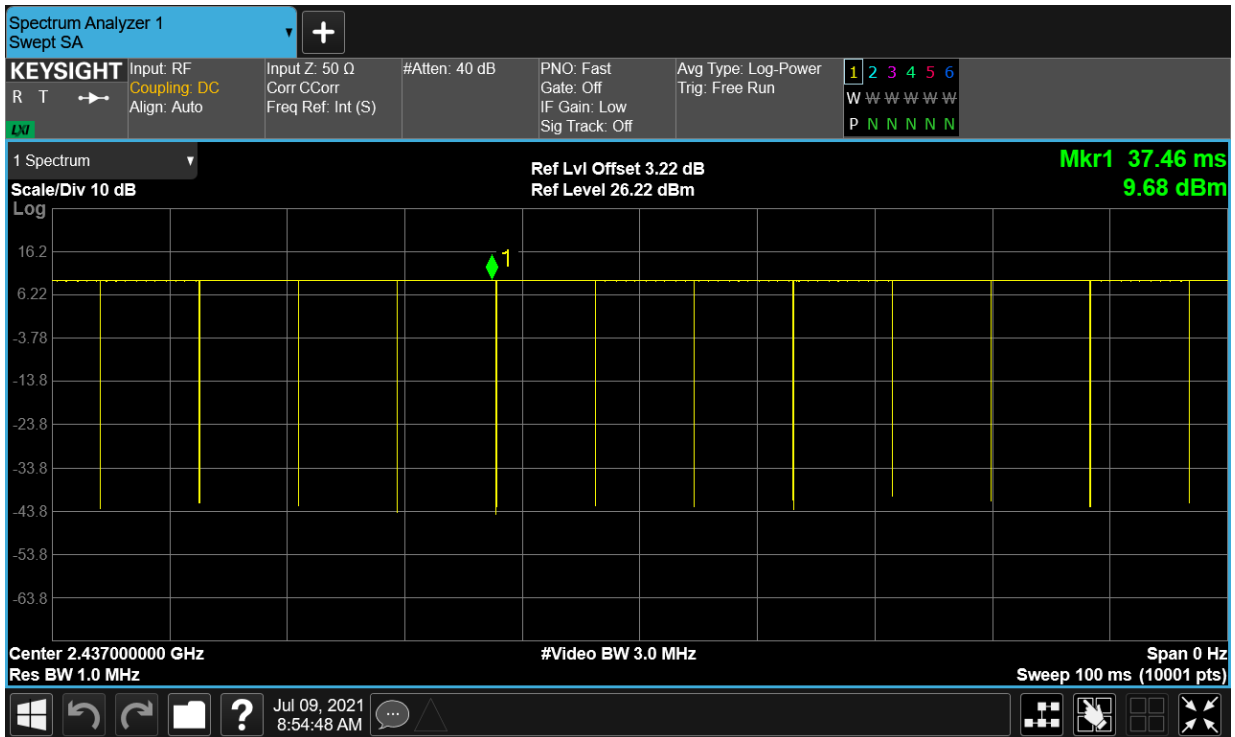 Spectrum Analyzer 1
Swept SA
KEYSIGHT
R T
LXI
Input: RF
Coupling: DC
Align: Auto
Input Z: 50 Ω
Corr CCorr
Freq Ref: Int (S)
#Atten: 40 dB
PNO: Fast
Gate: Off
IF Gain: Low
Sig Track: Off
Avg Type: Log-Power
Trig: Free Run
1 2 3 4 5 6
W W W W W W
P N N N N N
1 Spectrum
Scale/Div 10 dB
Log
Ref Lvl Offset 3.22 dB
Ref Level 26.22 dBm
Mkr1 37.46 ms
9.68 dBm
1
16.2
6.22
-3.78
-13.8
-23.8
-33.8
-43.8
-53.8
-63.8
Center 2.437000000 GHz
Res BW 1.0 MHz
#Video BW 3.0 MHz
Span 0 Hz
Sweep 100 ms (10001 pts)
?
Jul 09, 2021
8:54:48 AM